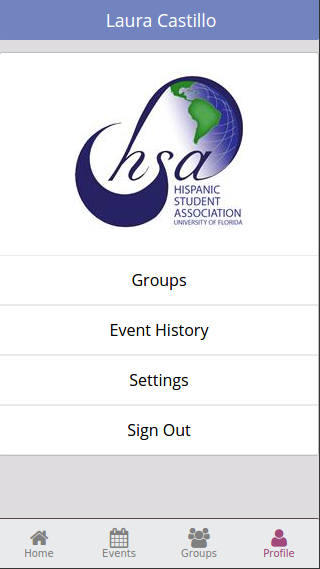 Laura Castillo
hsa
HISPANIC
STUDENT
ASSOCIATION
UNIVERSITY OF FLORIDA
Groups
Event History
Settings
Sign Out
Home Events Groups Profile